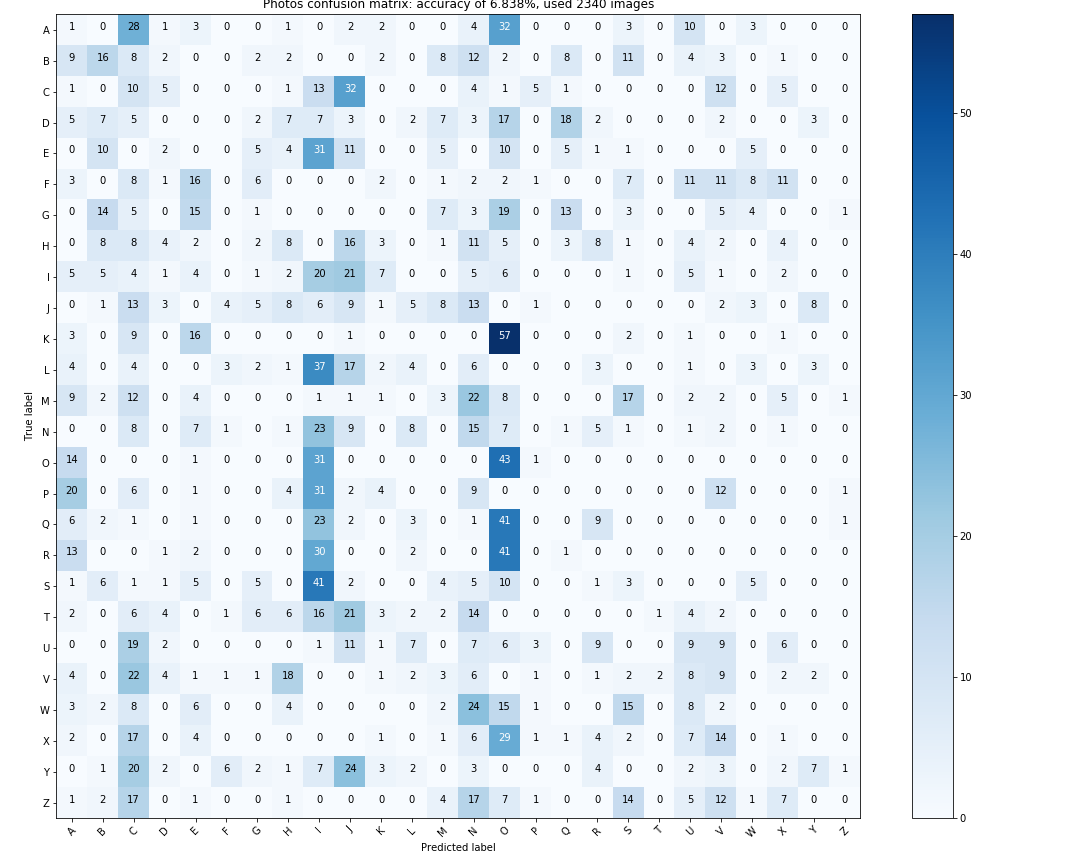 Photos confusion matrix: accuracy of 6.838%, used 2340 images
A 1 0 28 1 3 0 0 1 0 2 2 0 0 4 32 0 0 0 3 0 10 0 3 0 0 0
B 9 16 8 2 0 0 2 2 0 0 2 0 8 12 2 0 8 0 11 0 4 3 0 1 0 0
C 1 0 10 5 0 0 0 1 13 32 0 0 0 4 1 5 1 0 0 0 0 12 0 5 0 0
D 5 7 5 0 0 0 2 7 7 3 0 2 7 3 17 0 18 2 0 0 0 2 0 0 3 0
E 0 10 0 2 0 0 5 4 31 11 0 0 5 0 10 0 5 1 1 0 0 0 5 0 0 0
F 3 0 8 1 16 0 6 0 0 0 2 0 1 2 2 1 0 0 7 0 11 11 8 11 0 0
G 0 14 5 0 15 0 1 0 0 0 0 0 7 3 19 0 13 0 3 0 0 5 4 0 0 1
H 0 8 8 4 2 0 2 8 0 16 3 0 1 11 5 0 3 8 1 0 4 2 0 4 0 0
I 5 5 4 1 4 0 1 2 20 21 7 0 0 5 6 0 0 0 1 0 5 1 0 2 0 0
J 0 1 13 3 0 4 5 8 6 9 1 5 8 13 0 1 0 0 0 0 0 2 3 0 8 0
K 3 0 9 0 16 0 0 0 0 1 0 0 0 0 57 0 0 0 2 0 1 0 0 1 0 0
L 4 0 4 0 0 3 2 1 37 17 2 4 0 6 0 0 0 3 0 0 1 0 3 0 3 0
M 9 2 12 0 4 0 0 0 1 1 1 0 3 22 8 0 0 0 17 0 2 2 0 5 0 1
N 0 0 8 0 7 1 0 1 23 9 0 8 0 15 7 0 1 5 1 0 1 2 0 1 0 0
O 14 0 0 0 1 0 0 0 31 0 0 0 0 0 43 1 0 0 0 0 0 0 0 0 0 0
P 20 0 6 0 1 0 0 4 31 2 4 0 0 9 0 0 0 0 0 0 0 12 0 0 0 1
Q 6 2 1 0 1 0 0 0 23 2 0 3 0 1 41 0 0 9 0 0 0 0 0 0 0 1
R 13 0 0 1 2 0 0 0 30 0 0 2 0 0 41 0 1 0 0 0 0 0 0 0 0 0
S 1 6 1 1 5 0 5 0 41 2 0 0 4 5 10 0 0 1 3 0 0 0 5 0 0 0
T 2 0 6 4 0 1 6 6 16 21 3 2 2 14 0 0 0 0 0 1 4 2 0 0 0 0
U 0 0 19 2 0 0 0 0 1 11 1 7 0 7 6 3 0 9 0 0 9 9 0 6 0 0
V 4 0 22 4 1 1 1 18 0 0 1 2 3 6 0 1 0 1 2 2 8 9 0 2 2 0
W 3 2 8 0 6 0 0 4 0 0 0 0 2 24 15 1 0 0 15 0 8 2 0 0 0 0
X 2 0 17 0 4 0 0 0 0 0 1 0 1 6 29 1 1 4 2 0 7 14 0 1 0 0
Y 0 1 20 2 0 6 2 1 7 24 3 2 0 3 0 0 0 4 0 0 2 3 0 2 7 1
Z 1 2 17 0 1 0 0 1 0 0 0 0 4 17 7 1 0 0 14 0 5 12 1 7 0 0
A B C D E F G H I J K L M N O P Q R S T U V W X Y Z
True label
Predicted label
50
40
30
20
10
0